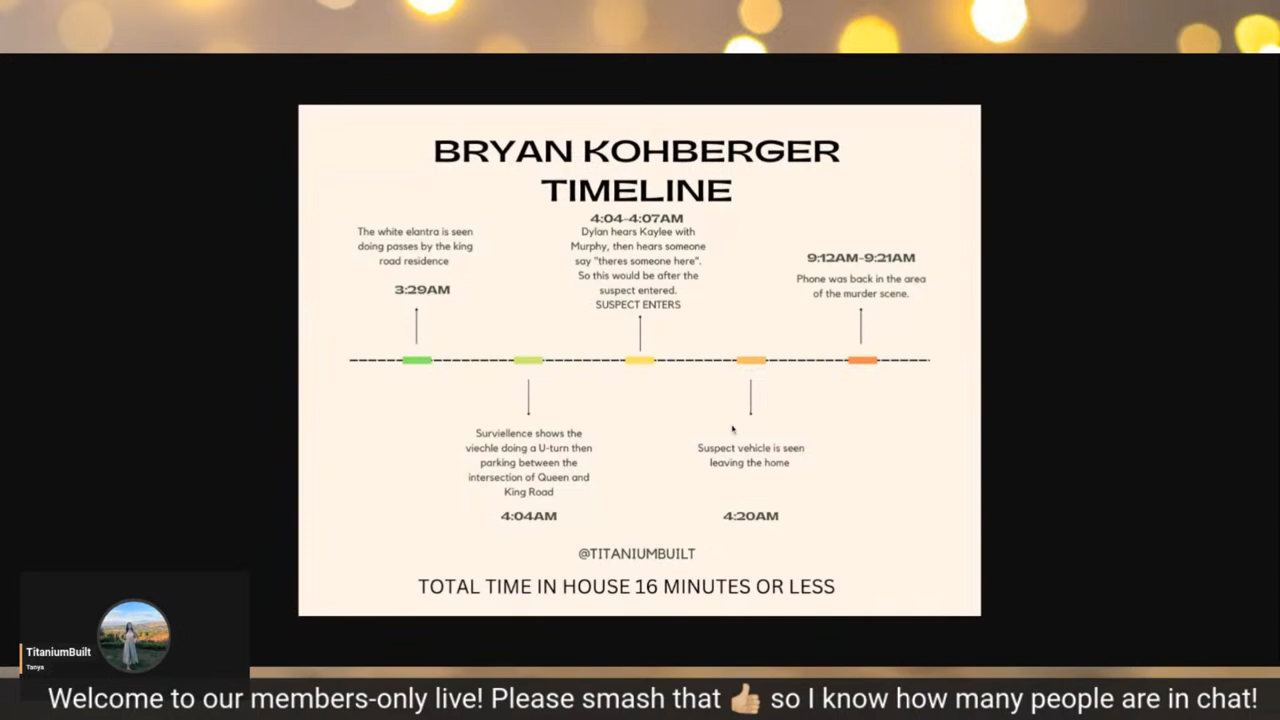 BRYAN KOHBERGER
TIMELINE
The white elantra is seen
doing passes by the king
road residence
3:29AM
4:04-4:07AM
Dylan hears Kaylee with
Murphy, then hears someone
say "theres someone here".
So this would be after the
suspect entered.
SUSPECT ENTERS
9:12AM-9:21AM
Phone was back in the area
of the murder scene.
Surviellence shows the
viechle doing a U-turn then
parking between the
intersection of Queen and
King Road
4:04AM
Suspect vehicle is seen
leaving the home
4:20AM
@TITANIUMBUILT
TOTAL TIME IN HOUSE 16 MINUTES OR LESS
TitaniumBuilt
Tanya
Welcome to our members-only live! Please smash that 👍🏼 so I know how many people are in chat!